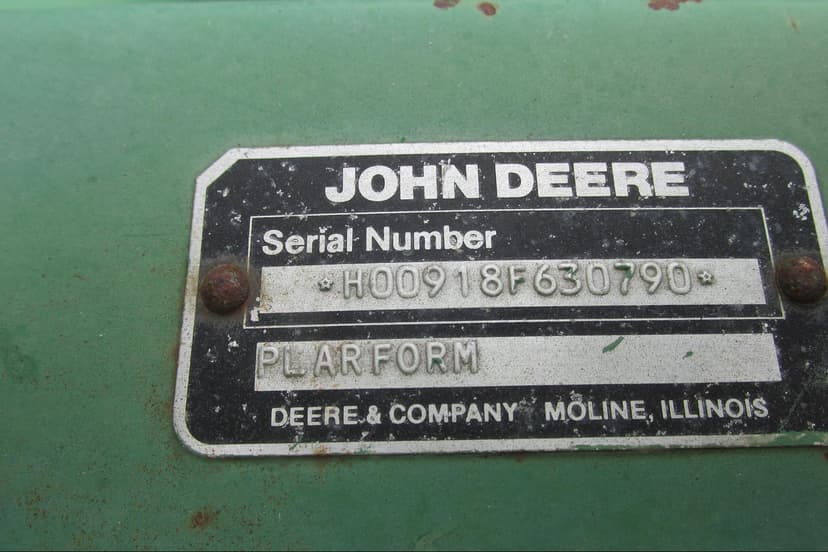 JOHN DEERE
Serial Number
*H00918F630790*
PLARFORM
DEERE & COMPANY MOLINE, ILLINOIS